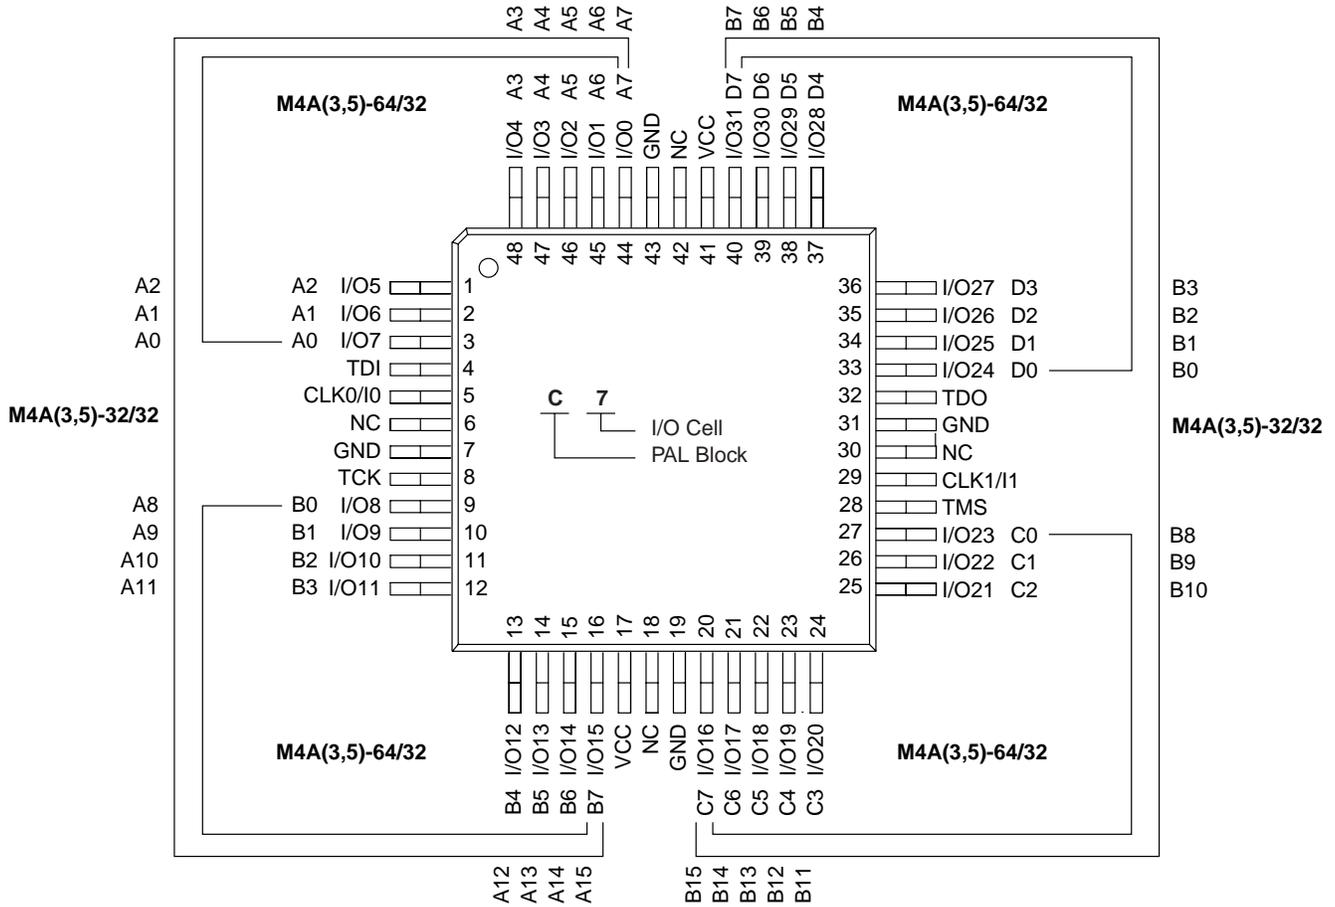 A3 A4 A5 A6 A7 B7 B6 B5 B4
A3 A4 A5 A6 A7 D7 D6 D5 D4
M4A(3,5)-64/32 M4A(3,5)-64/32
I/O4 I/O3 I/O2 I/O1 I/O0 GND NC VCC I/O31 I/O30 I/O29 I/O28
48 47 46 45 44 43 42 41 40 39 38 37
A2 A2 I/O5 1 36 I/O27 D3 B3
A1 A1 I/O6 2 35 I/O26 D2 B2
A0 A0 I/O7 3 34 I/O25 D1 B1
TDI 4 33 I/O24 D0 B0
CLK0/I0 5 32 TDO
M4A(3,5)-32/32 M4A(3,5)-32/32
NC 6 31 GND
GND 7 30 NC
TCK 8 29 CLK1/I1
C 7
I/O Cell
PAL Block
A8 B0 I/O8 9 28 TMS
A9 B1 I/O9 10 27 I/O23 C0 B8
A10 B2 I/O10 11 26 I/O22 C1 B9
A11 B3 I/O11 12 25 I/O21 C2 B10
13 14 15 16 17 18 19 20 21 22 23 24
I/O12 I/O13 I/O14 I/O15 VCC NC GND I/O16 I/O17 I/O18 I/O19 I/O20
M4A(3,5)-64/32 M4A(3,5)-64/32
B4 B5 B6 B7 C7 C6 C5 C4 C3
A12 A13 A14 A15 B15 B14 B13 B12 B11